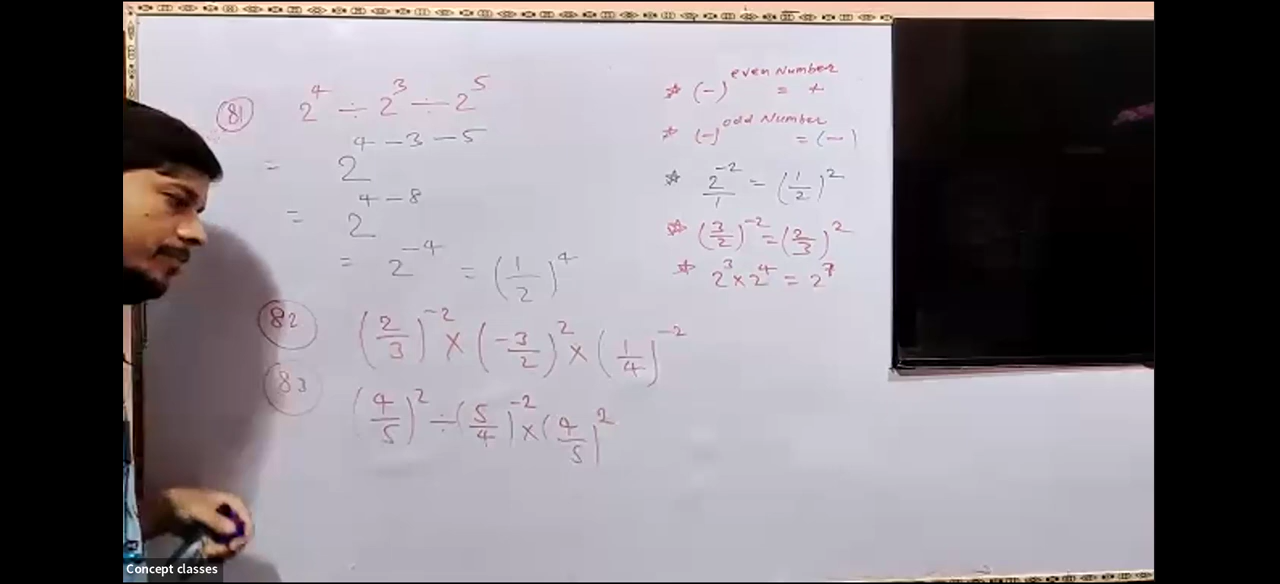 81) 2^4 ÷ 2^3 ÷ 2^5
= 2^(4-3-5)
= 2^(4-8)
= 2^(-4) = (1/2)^4
82 (2/3)^(-2) × (-3/2)^2 × (1/4)^(-2)
83 (4/5)^2 ÷ (5/4)^(-2) × (4/5)^2
☆ (-)^even Number = +
☆ (-)^odd Number = (-)
☆ 2^(-2)/1 = (1/2)^2
☆ (3/2)^(-2) = (2/3)^2
☆ 2^3 × 2^4 = 2^7
Concept classes